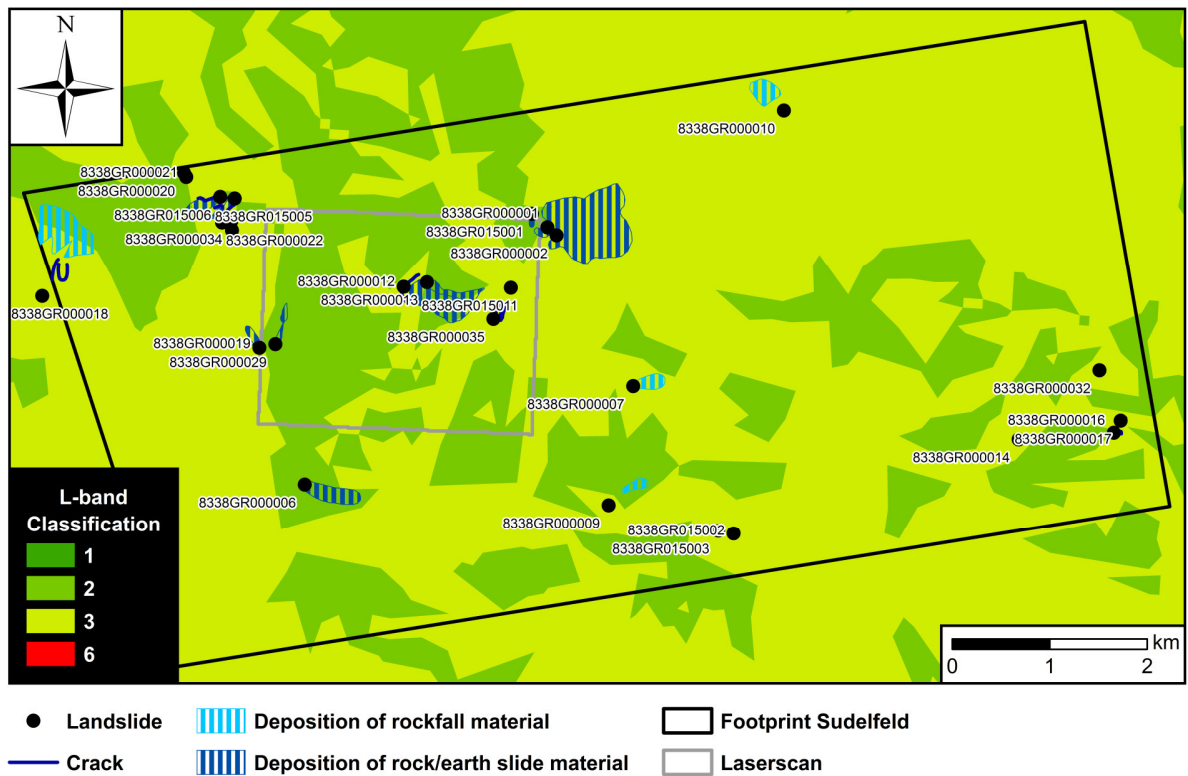 N
8338GR000010
8338GR000021
8338GR000020
8338GR015006
8338GR015005
8338GR000034
8338GR000022
8338GR000001
8338GR015001
8338GR000002
8338GR000012
8338GR000013
8338GR015011
8338GR000035
8338GR000018
8338GR000019
8338GR000029
8338GR000007
8338GR000032
8338GR000016
8338GR000017
8338GR000014
8338GR000006
8338GR000009
8338GR015002
8338GR015003
L-band
Classification
1
2
3
6
km
0 1 2
Landslide
Deposition of rockfall material
Footprint Sudelfeld
Crack
Deposition of rock/earth slide material
Laserscan